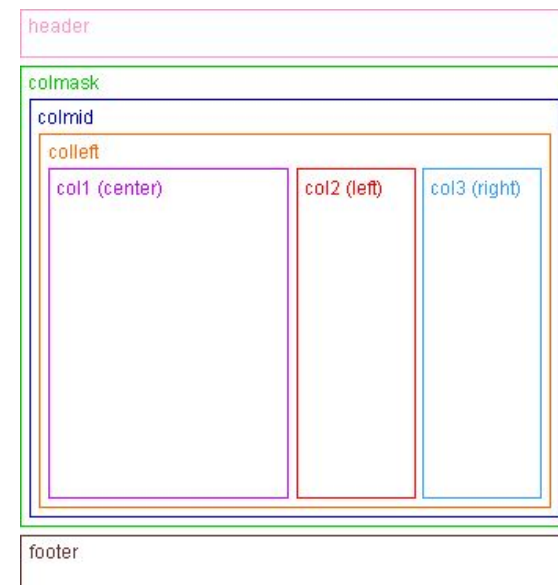 header
colmask
colmid
colleft
col1 (center)
col2 (left)
col3 (right)
footer